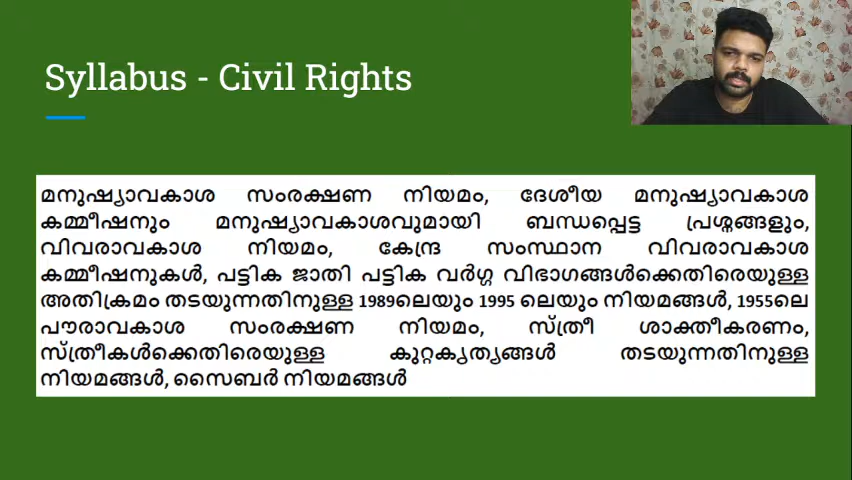 Syllabus - Civil Rights
മനുഷ്യാവകാശ സംരക്ഷണ നിയമം, ദേശീയ മനുഷ്യാവകാശ
കമ്മീഷനും മനുഷ്യാവകാശവുമായി ബന്ധപ്പെട്ട പ്രശ്നങ്ങളും,
വിവരാവകാശ നിയമം, കേന്ദ്ര സംസ്ഥാന വിവരാവകാശ
കമ്മീഷനുകൾ, പട്ടിക ജാതി പട്ടിക വർഗ്ഗ വിഭാഗങ്ങൾക്കെതിരെയുള്ള
അതിക്രമം തടയുന്നതിനുള്ള 1989ലെയും 1995 ലെയും നിയമങ്ങൾ, 1955ലെ
പൗരാവകാശ സംരക്ഷണ നിയമം, സ്ത്രീ ശാക്തീകരണം,
സ്ത്രീകൾക്കെതിരെയുള്ള കുറ്റകൃത്യങ്ങൾ തടയുന്നതിനുള്ള
നിയമങ്ങൾ, സൈബർ നിയമങ്ങൾ